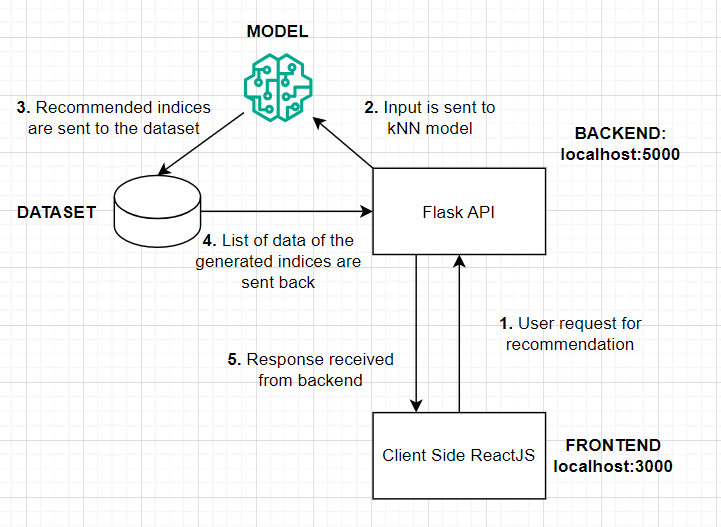 MODEL
3. Recommended indices
are sent to the dataset
2. Input is sent to
kNN model
BACKEND:
localhost:5000
DATASET
Flask API
4. List of data of the
generated indices are
sent back
1. User request for
recommendation
5. Response received
from backend
Client Side ReactJS
FRONTEND
localhost:3000